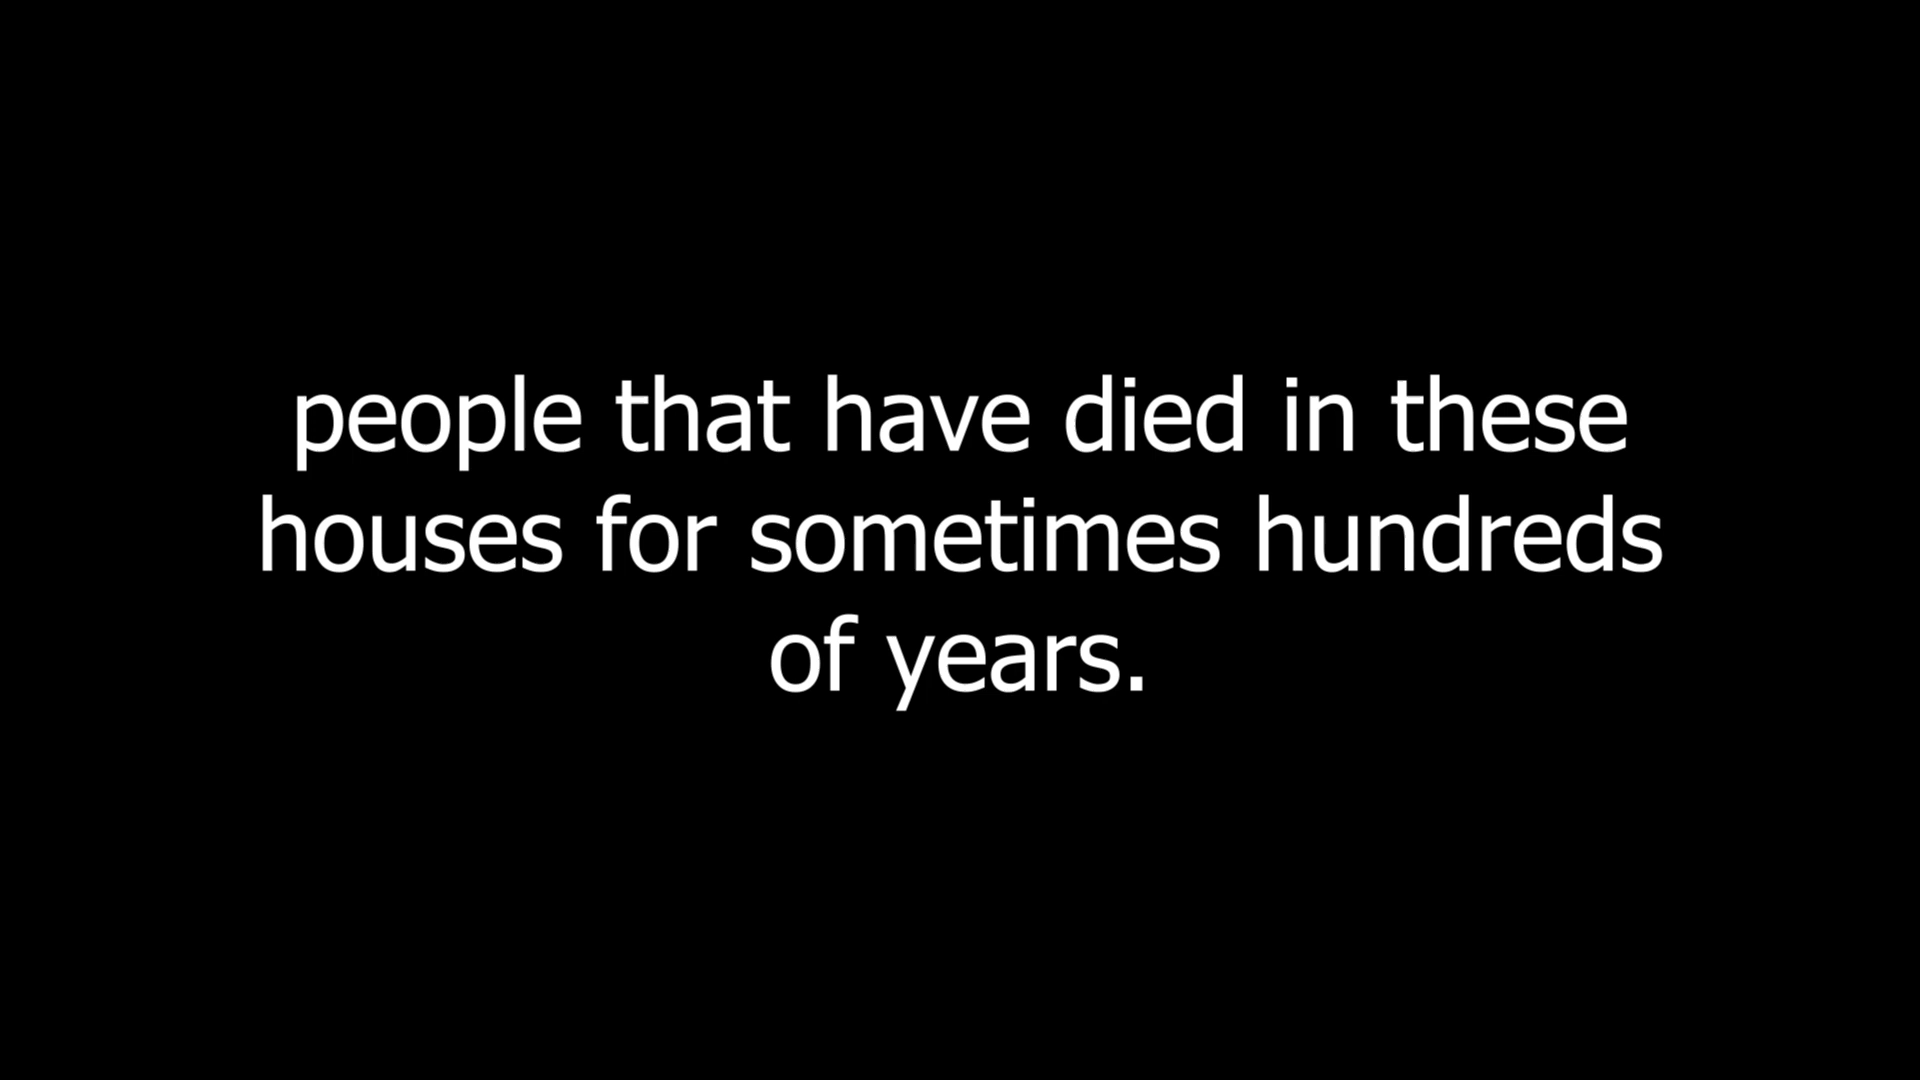 people that have died in these
houses for sometimes hundreds
of years.